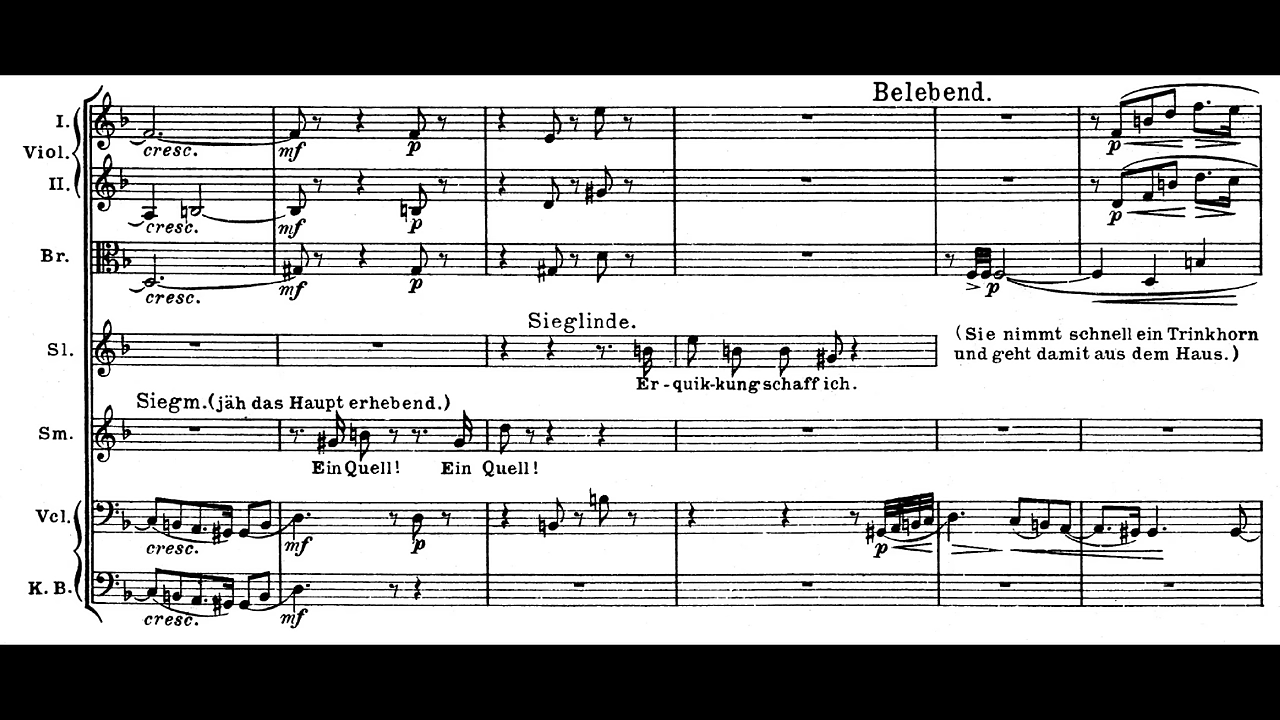 Belebend.
I.
Viol.
II.
cresc. mf p p
cresc. mf p p
Br.
cresc. mf p p
Sieglinde.
Sl.
(Sie nimmt schnell ein Trinkhorn
und geht damit aus dem Haus.)
Er-quik-kung schaff ich.
Siegm. (jäh das Haupt erhebend.)
Sm.
Ein Quell! Ein Quell!
Vcl.
cresc. mf p p
K. B.
cresc. mf